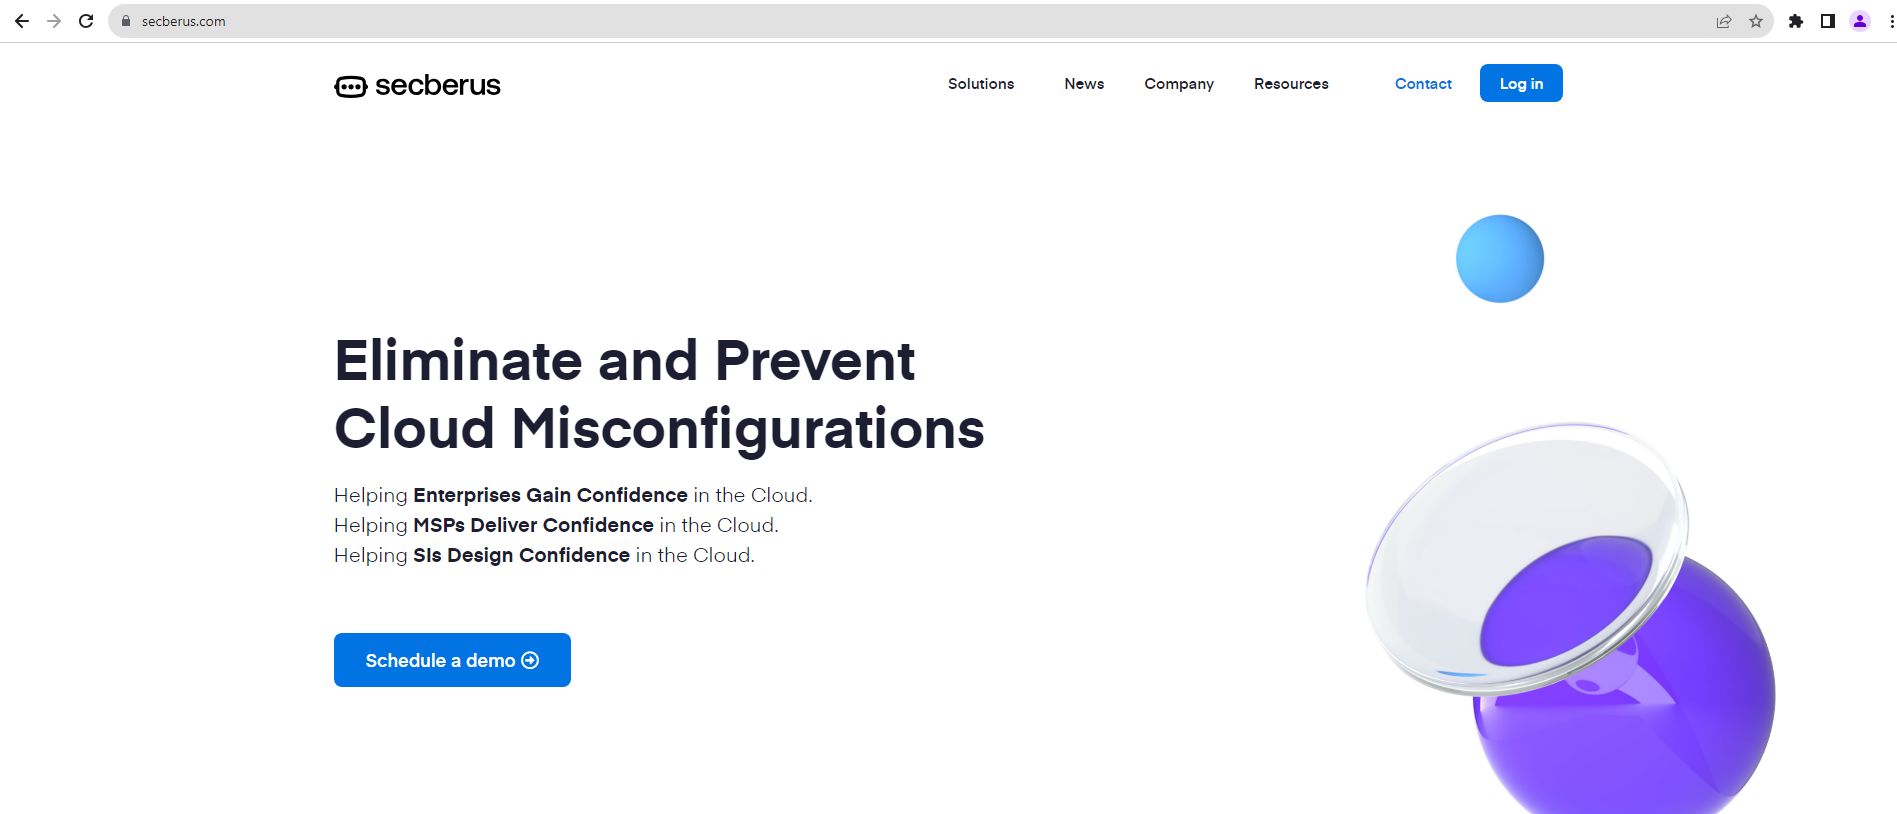 secberus.com
secberus
Solutions News Company Resources Contact Log in
Eliminate and Prevent
Cloud Misconfigurations
Helping Enterprises Gain Confidence in the Cloud.
Helping MSPs Deliver Confidence in the Cloud.
Helping SIs Design Confidence in the Cloud.
Schedule a demo